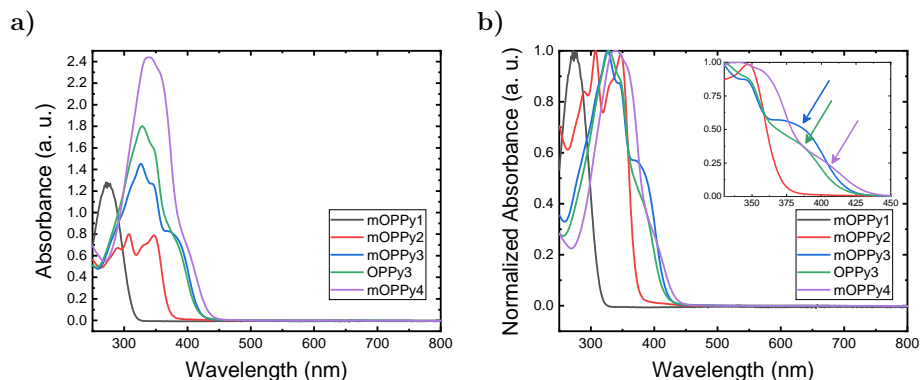 a)
Absorbance (a. u.)
2.4
2.2
2.0
1.8
1.6
1.4
1.2
1.0
0.8
0.6
0.4
0.2
0.0
mOPPy1
mOPPy2
mOPPy3
OPPy3
mOPPy4
300 400 500 600 700 800
Wavelength (nm)
b)
Normalized Absorbance (a. u.)
1.0
0.8
0.6
0.4
0.2
0.0
1.00
0.75
0.50
0.25
0.00
350 375 400 425 450
mOPPy1
mOPPy2
mOPPy3
OPPy3
mOPPy4
300 400 500 600 700 800
Wavelength (nm)